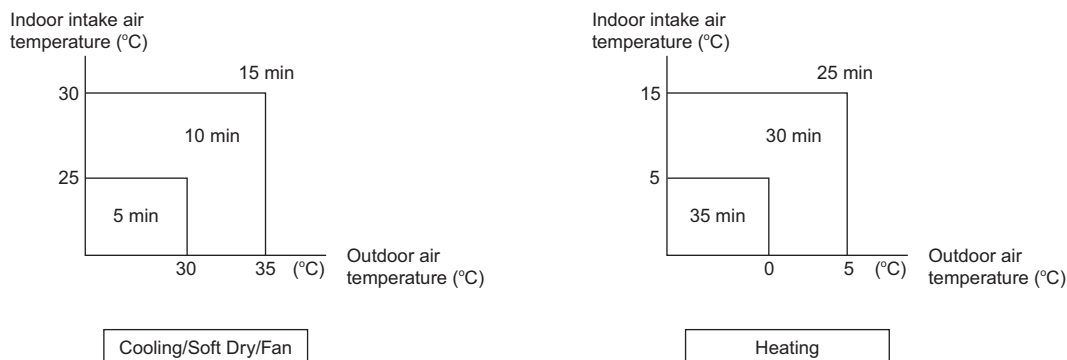 Indoor intake air
temperature (°C)
15 min
30
10 min
25
5 min
30 35 (°C)
Outdoor air
temperature (°C)
Cooling/Soft Dry/Fan
Indoor intake air
temperature (°C)
25 min
15
30 min
5
35 min
0 5 (°C)
Outdoor air
temperature (°C)
Heating